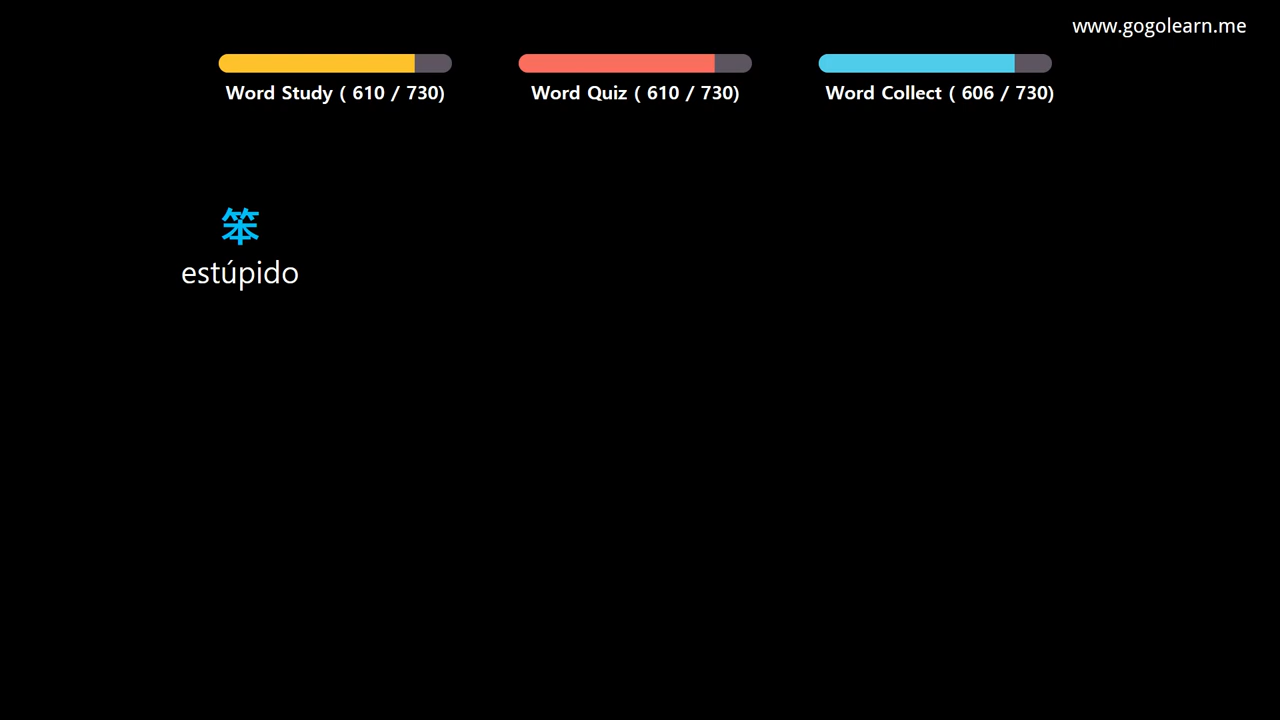 www.gogolearn.me
Word Study ( 610 / 730)
Word Quiz ( 610 / 730)
Word Collect ( 606 / 730)
笨
estúpido